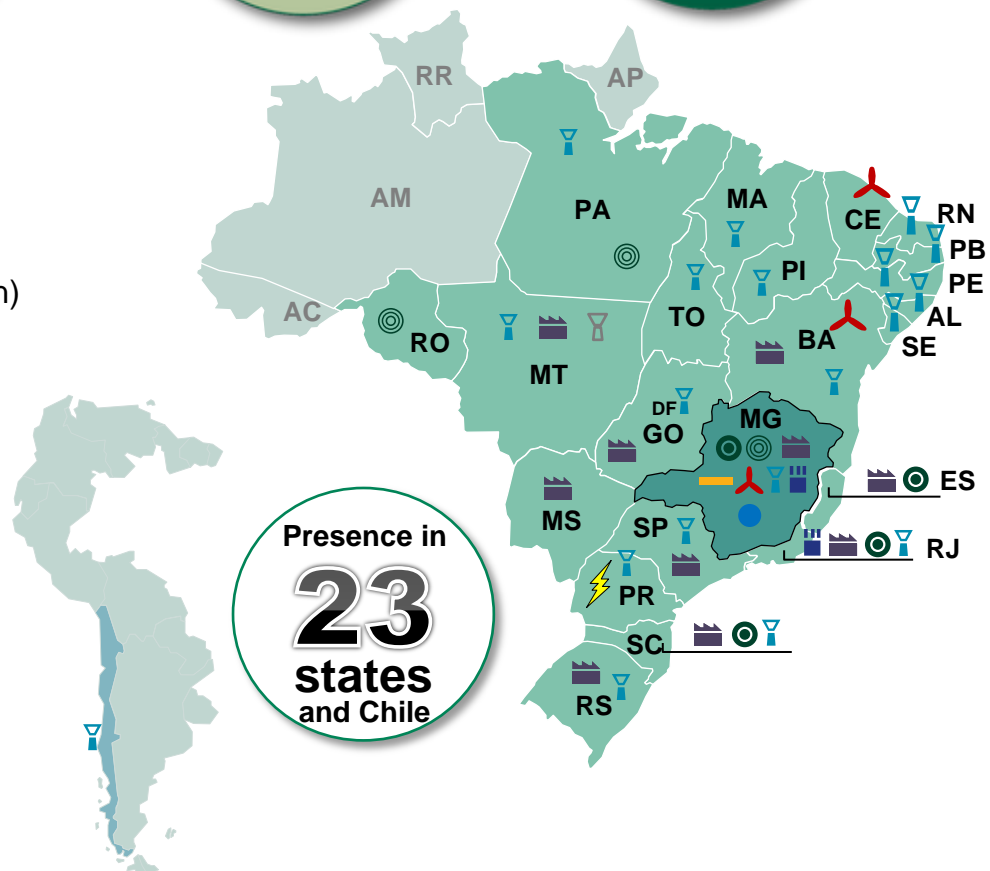 RR
AP
AM
PA
MA
CE
RN
PB
PI
PE
n)
AC
RO
TO
AL
BA
SE
MT
DF
MG
GO
ES
MS
SP
Presence in
RJ
23
PR
SC
states
RS
and Chile